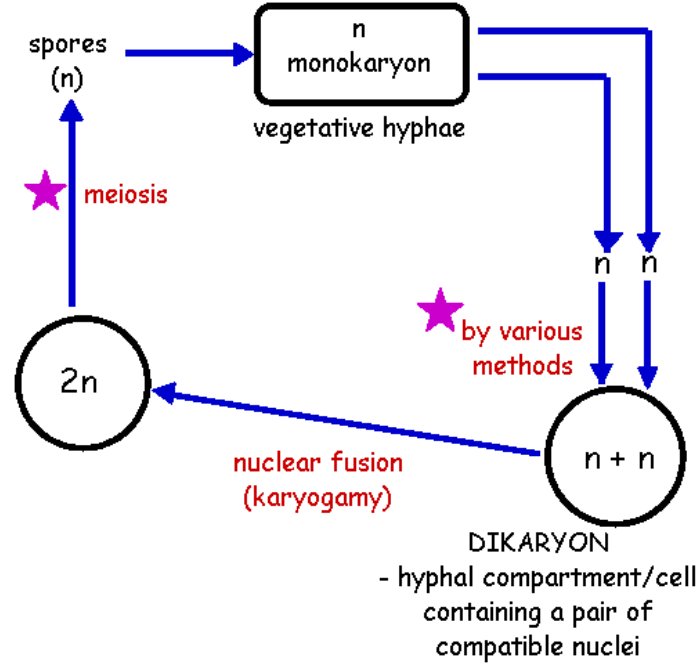 spores
(n)
n
monokaryon
vegetative hyphae
meiosis
n n
by various
methods
2n
n + n
nuclear fusion
(karyogamy)
DIKARYON
- hyphal compartment/cell
containing a pair of
compatible nuclei